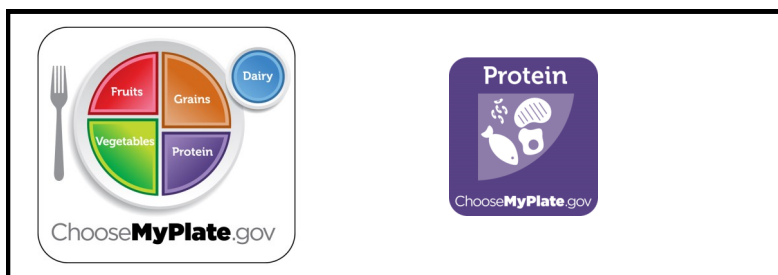 Fruits
Grains
Dairy
Vegetables
Protein
ChooseMyPlate.gov
Protein
ChooseMyPlate.gov